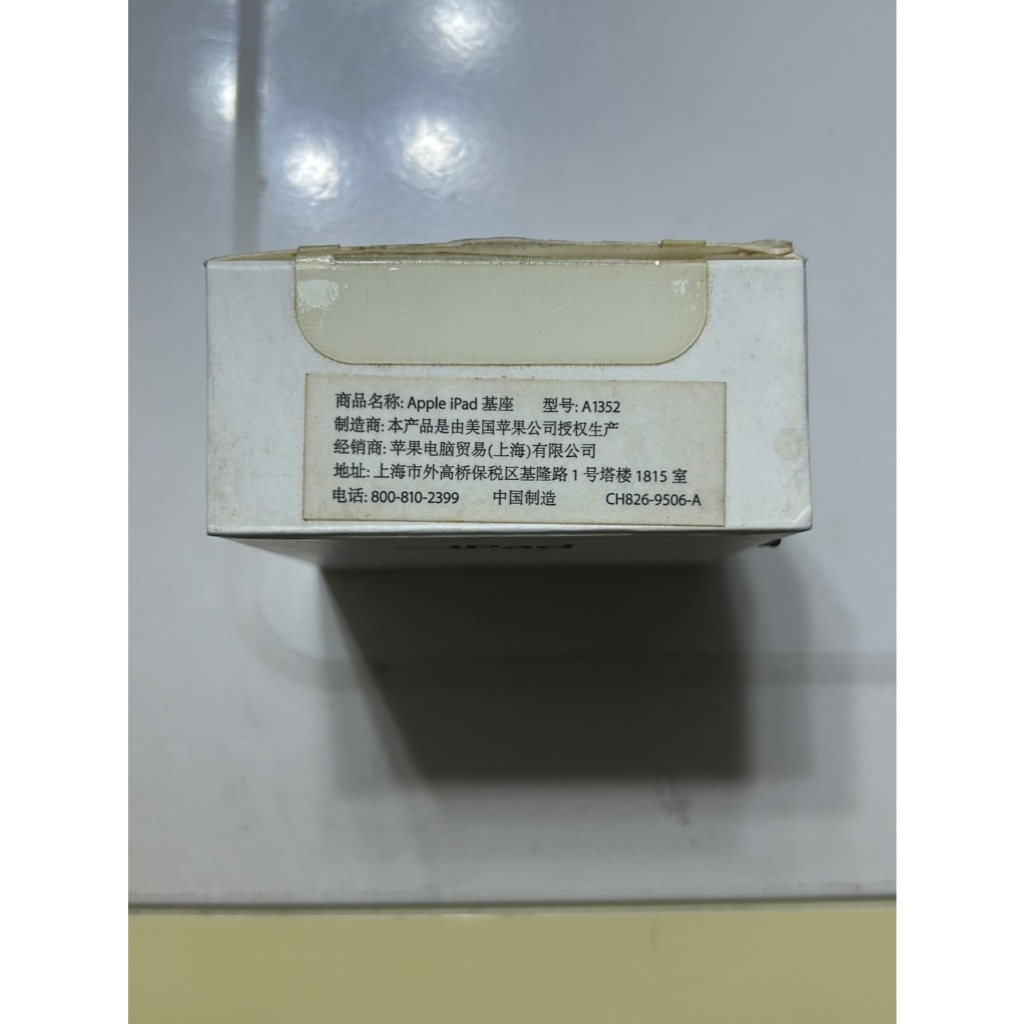 商品名称: Apple iPad 基座 型号: A1352
制造商: 本产品是由美国苹果公司授权生产
经销商: 苹果电脑贸易(上海)有限公司
地址: 上海市外高桥保税区基隆路 1 号塔楼 1815 室
电话: 800-810-2399 中国制造 CH826-9506-A
iPad